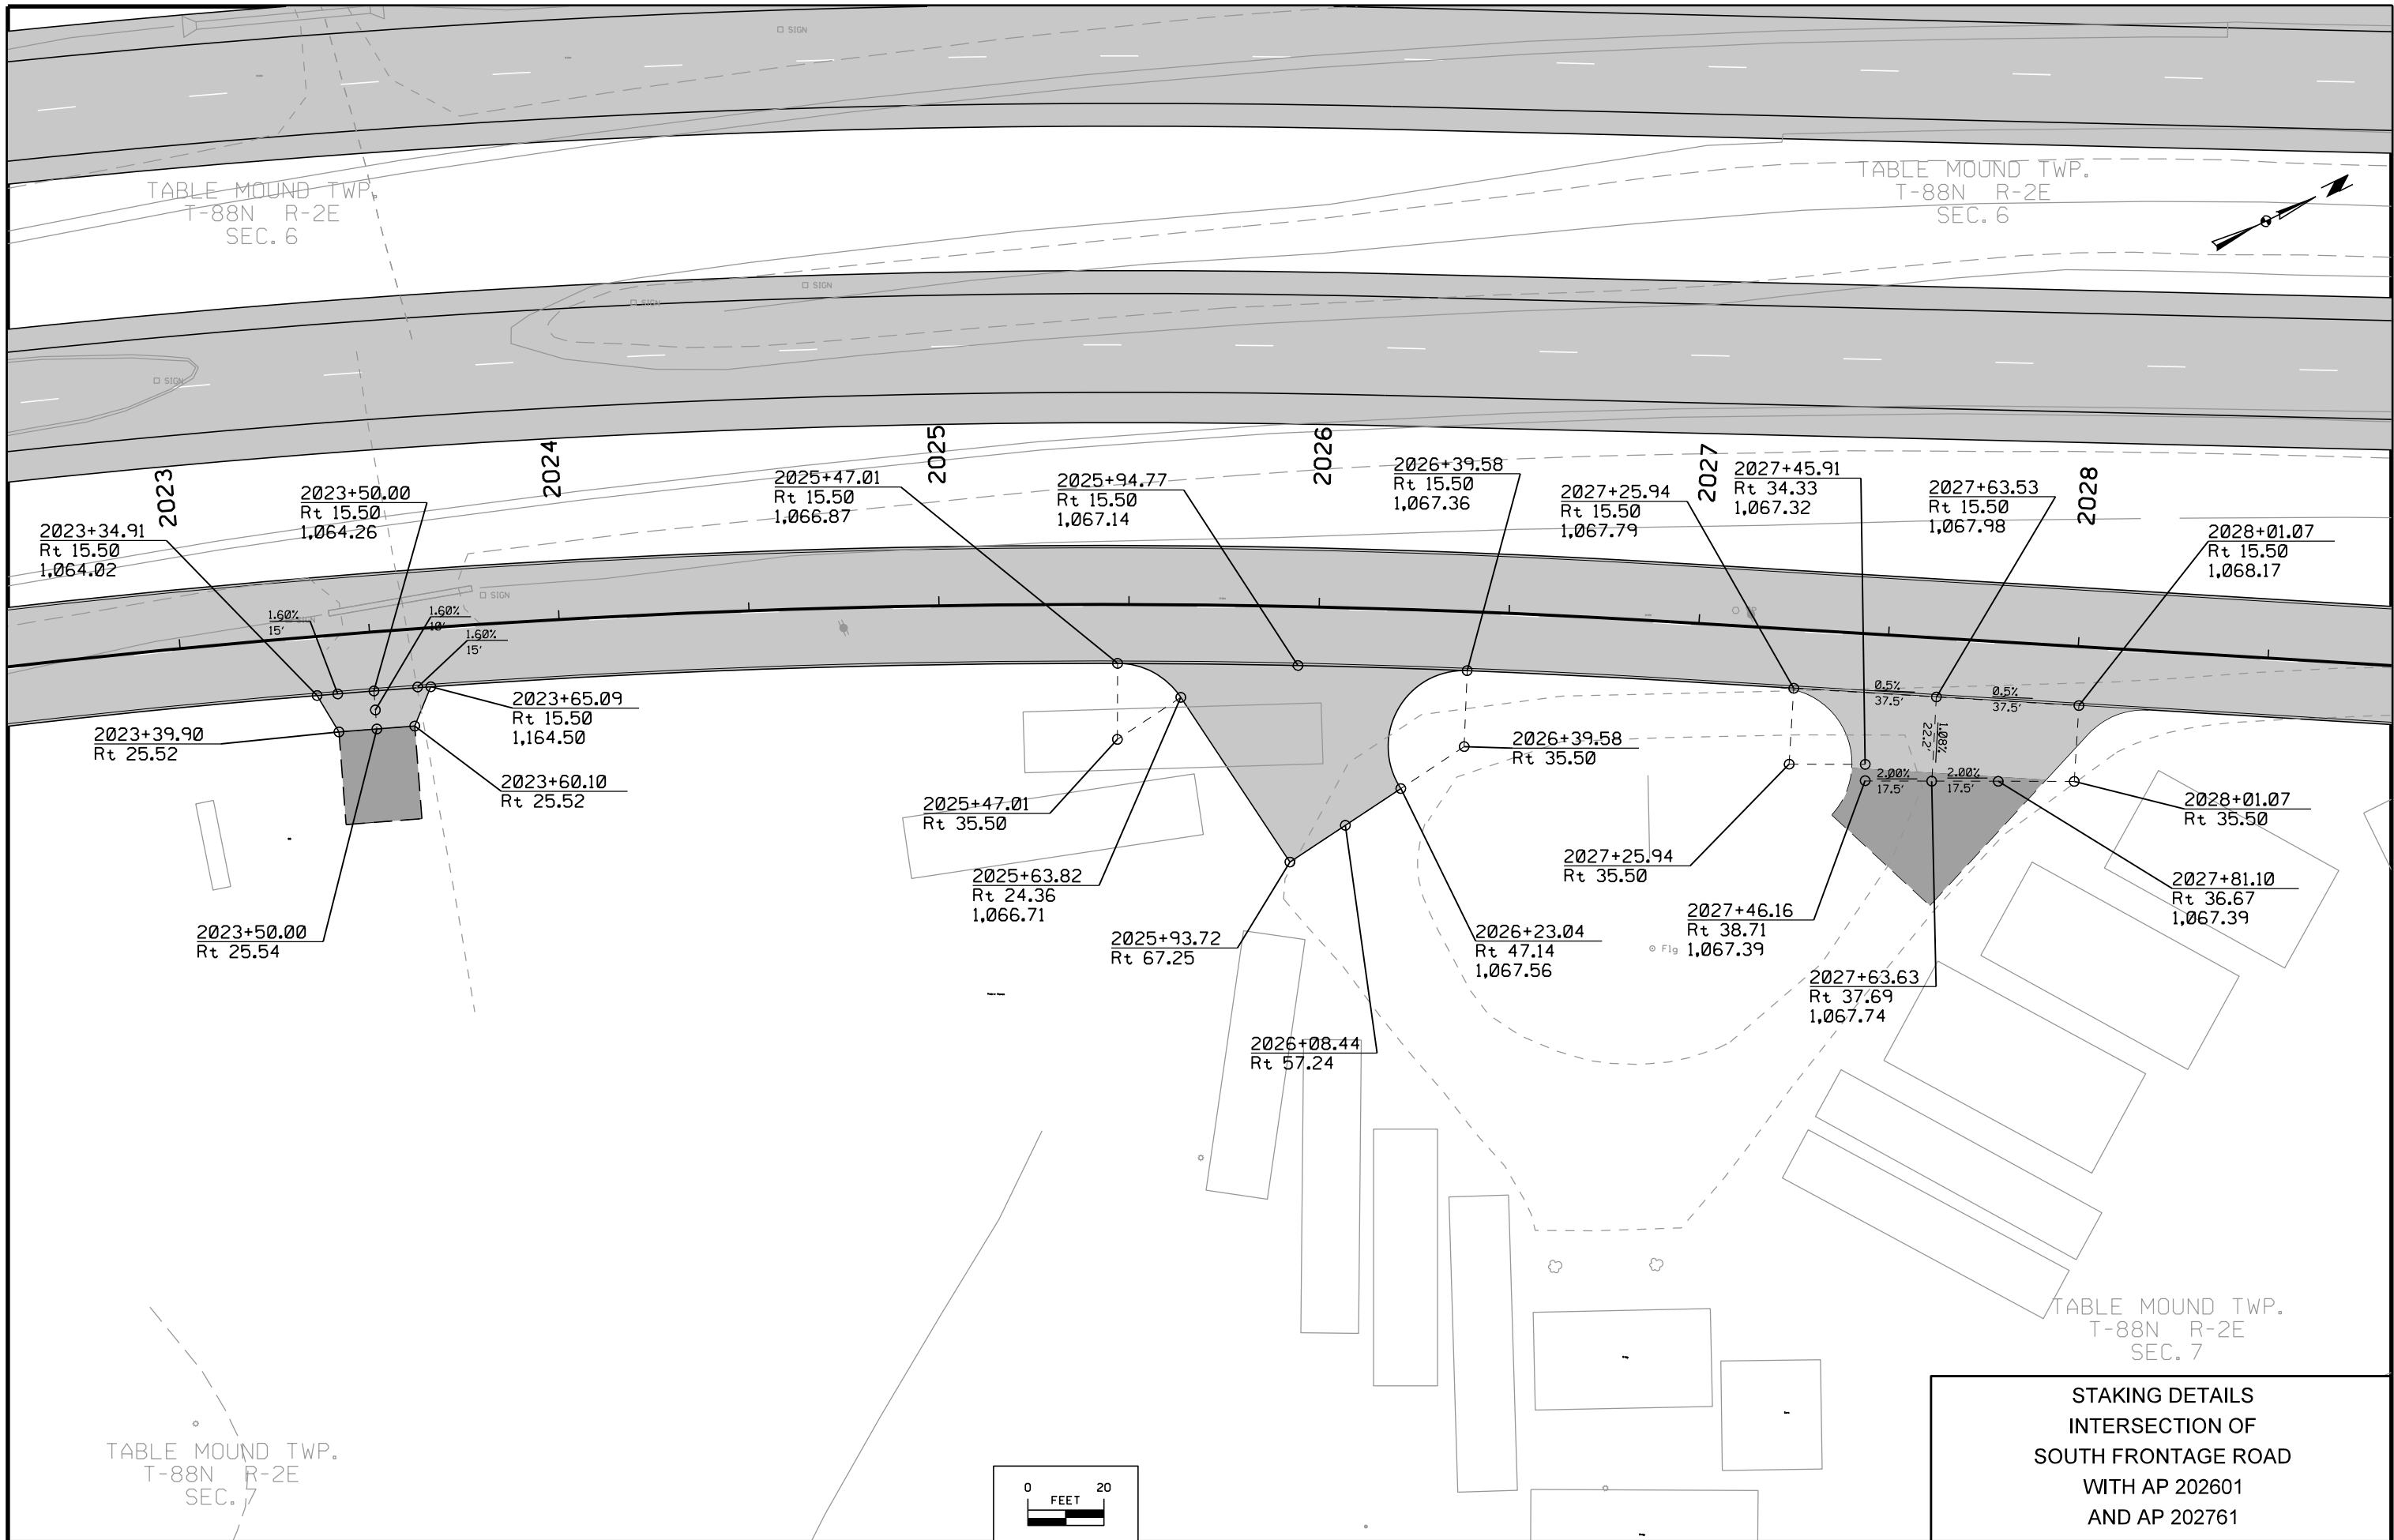 SIGN
TABLE MOUND TWP.
T-88N R-2E
SEC. 6
TABLE MOUND TWP.
T-88N R-2E
SEC. 6
SIGN
SIGN
SIGN
2023
2024
2025
2026
2027
2028
2023+34.91
Rt 15.50
1,064.02
2023+50.00
Rt 15.50
1,064.26
2025+47.01
Rt 15.50
1,066.87
2025+94.77
Rt 15.50
1,067.14
2026+39.58
Rt 15.50
1,067.36
2027+25.94
Rt 15.50
1,067.79
2027+45.91
Rt 34.33
1,067.32
2027+63.53
Rt 15.50
1,067.98
2028+01.07
Rt 15.50
1,068.17
SIGN
1.60%
15'
1.60%
10'
1.60%
15'
2023+39.90
Rt 25.52
2023+65.09
Rt 15.50
1,164.50
2023+60.10
Rt 25.52
2023+50.00
Rt 25.54
2025+47.01
Rt 35.50
2025+63.82
Rt 24.36
1,066.71
2025+93.72
Rt 67.25
2026+08.44
Rt 57.24
2026+39.58
Rt 35.50
2026+23.04
Rt 47.14
1,067.56
0.5%
37.5'
0.5%
37.5'
1.08%
22.2'
2.00%
17.5'
2.00%
17.5'
2027+25.94
Rt 35.50
2027+46.16
Rt 38.71
1,067.39
Flg
2027+63.63
Rt 37.69
1,067.74
2028+01.07
Rt 35.50
2027+81.10
Rt 36.67
1,067.39
TABLE MOUND TWP.
T-88N R-2E
SEC. 7
TABLE MOUND TWP.
T-88N R-2E
SEC. 7
0 20
FEET
STAKING DETAILS
INTERSECTION OF
SOUTH FRONTAGE ROAD
WITH AP 202601
AND AP 202761